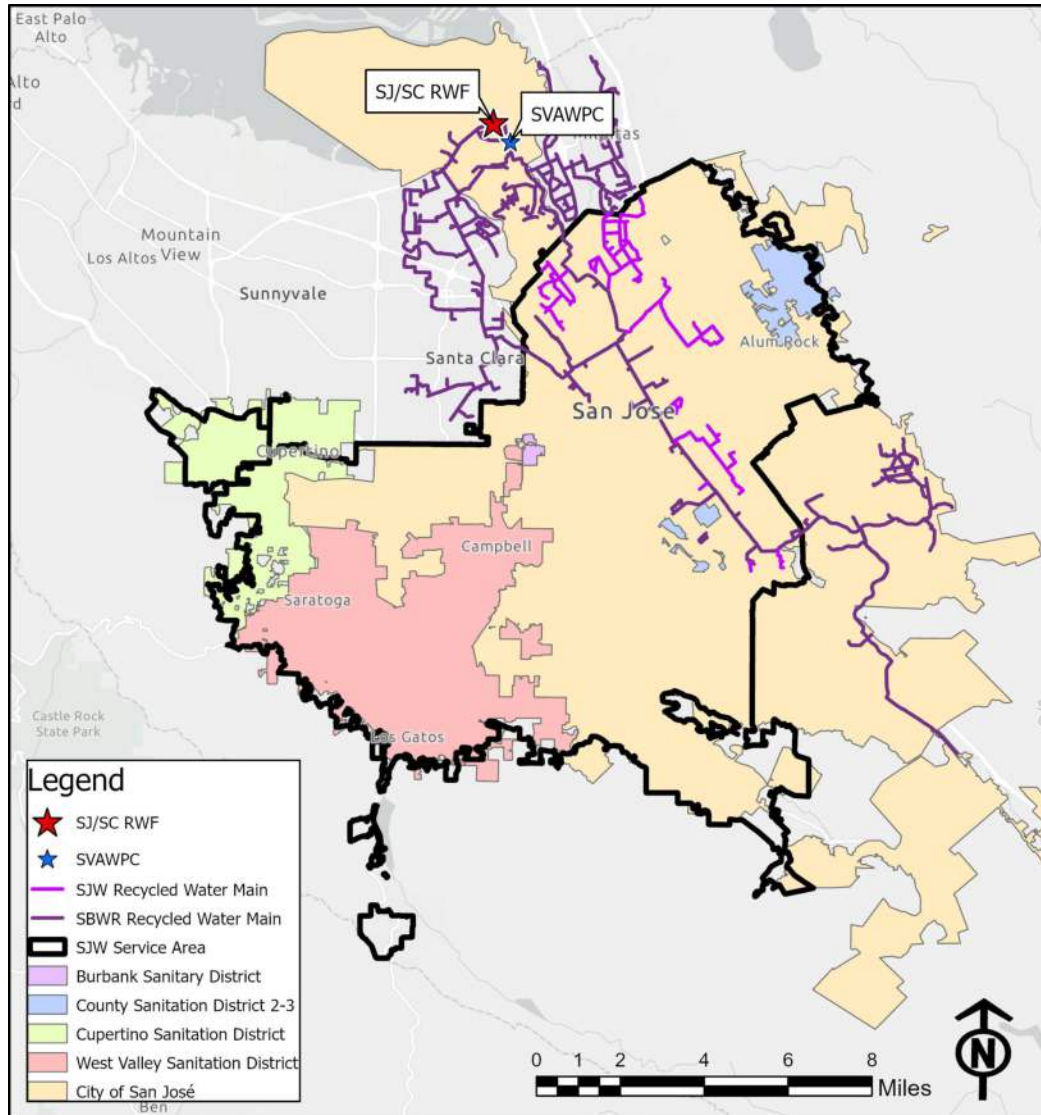 East Palo
Alto
Alto
SJ/SC RWF
SVAWPC
Mountain
View
Los Altos
Sunnyvale
Santa Clara
Alum Rock
San Jose
Cupertino
Campbell
Saratoga
Castle Rock
State Park
Los Gatos
Legend
SJ/SC RWF
SVAWPC
SJW Recycled Water Main
SBWR Recycled Water Main
SJW Service Area
Burbank Sanitary District
County Sanitation District 2-3
Cupertino Sanitation District
West Valley Sanitation District
City of San José
Ben
0 1 2 4 6 8
Miles
N